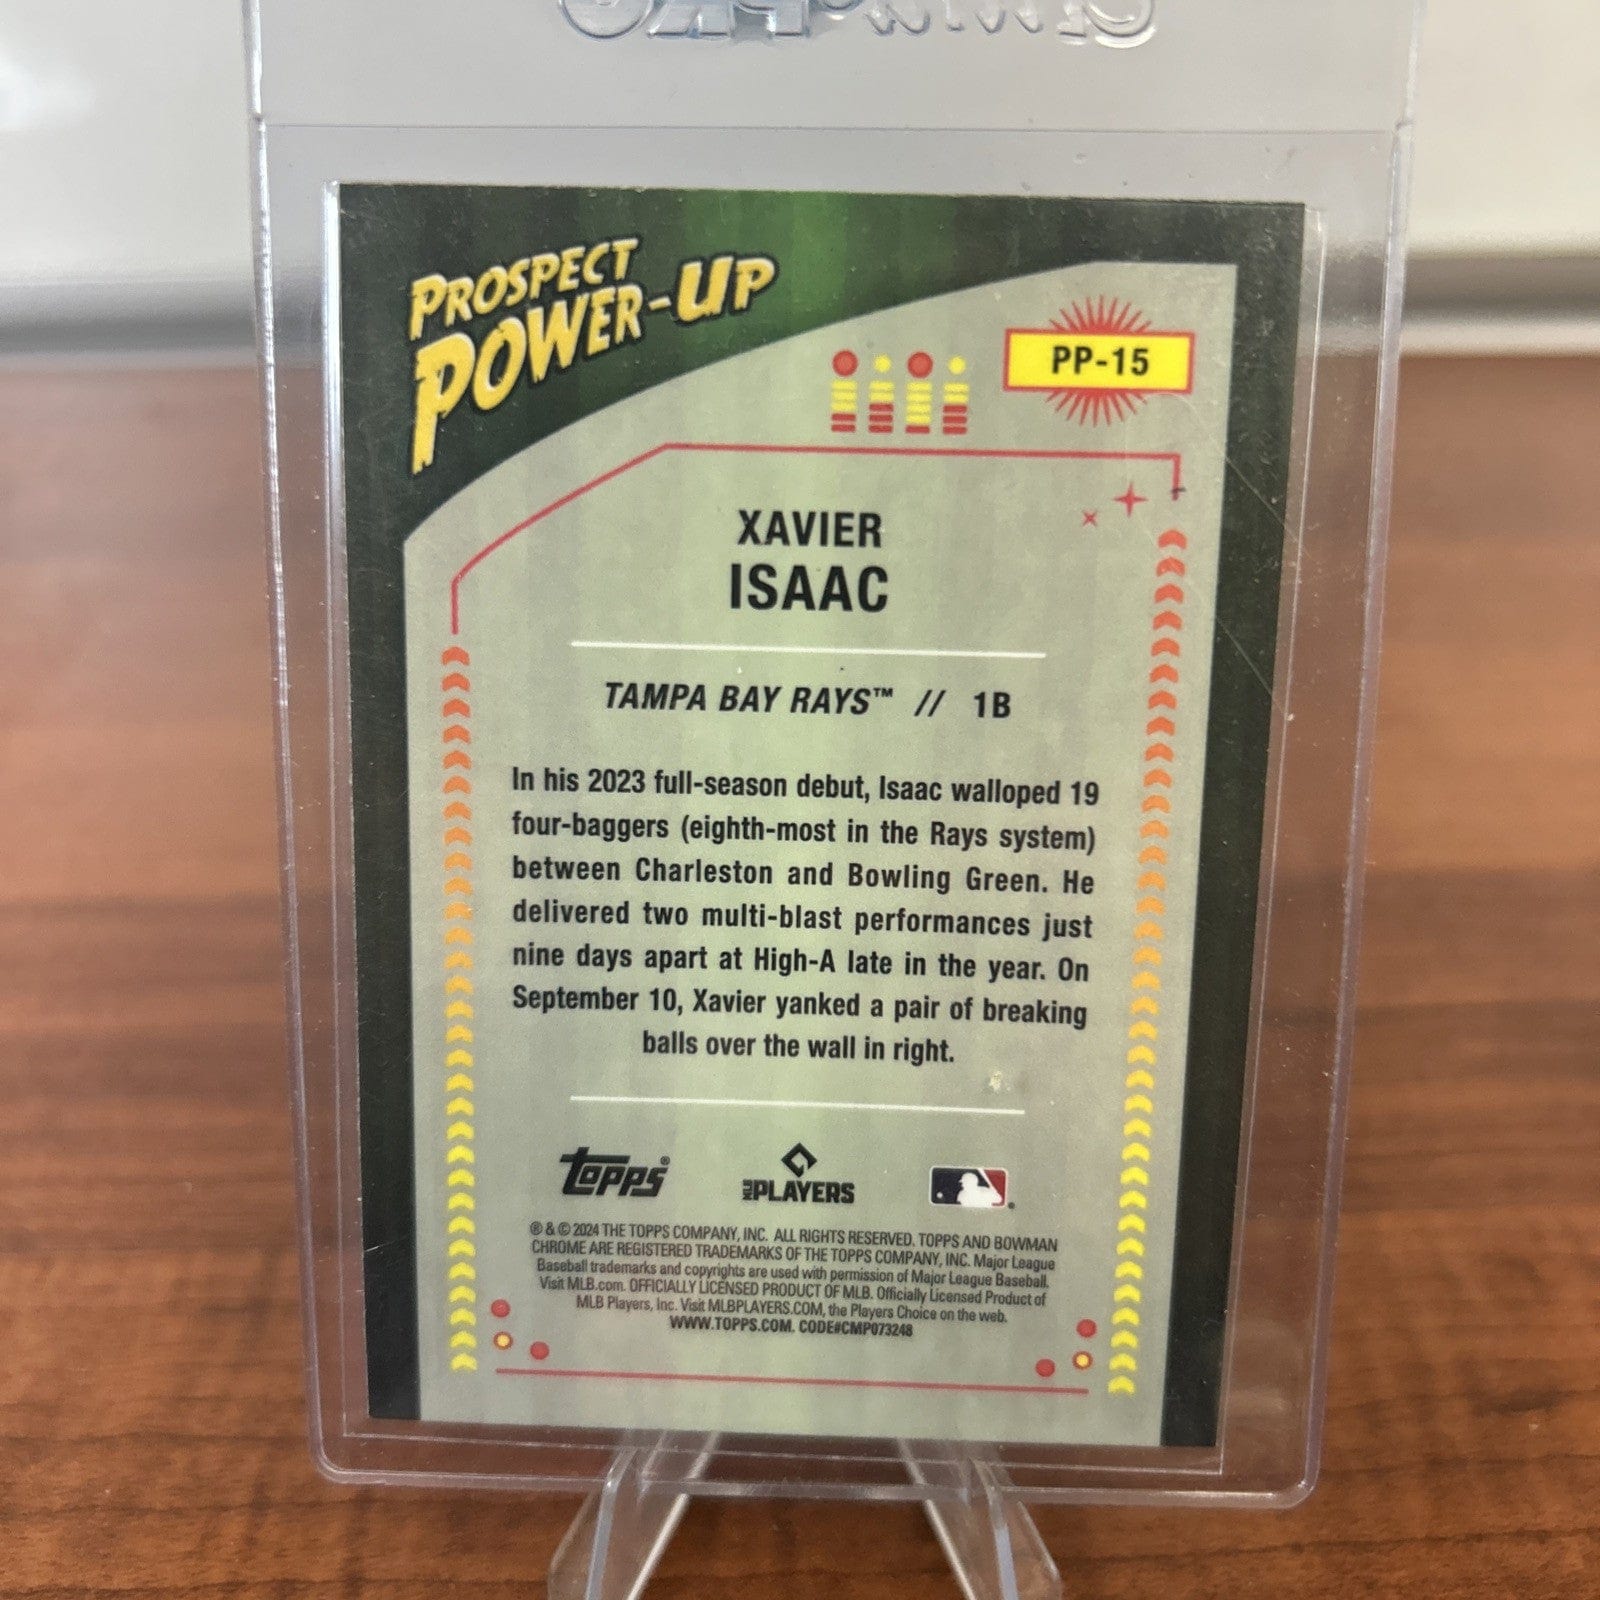 PROSPECT
POWER-UP
PP-15
XAVIER
ISAAC
TAMPA BAY RAYS™ // 1B
In his 2023 full-season debut, Isaac walloped 19
four-baggers (eighth-most in the Rays system)
between Charleston and Bowling Green. He
delivered two multi-blast performances just
nine days apart at High-A late in the year. On
September 10, Xavier yanked a pair of breaking
balls over the wall in right.
topps®
MLB PLAYERS
® & © 2024 THE TOPPS COMPANY, INC. ALL RIGHTS RESERVED. TOPPS AND BOWMAN
CHROME ARE REGISTERED TRADEMARKS OF THE TOPPS COMPANY, INC. Major League
Baseball trademarks and copyrights are used with permission of Major League Baseball.
Visit MLB.com. OFFICIALLY LICENSED PRODUCT OF MLB. Officially Licensed Product of
MLB Players, Inc. Visit MLBPLAYERS.COM, the Players Choice on the web.
WWW.TOPPS.COM. CODE#CMP073248